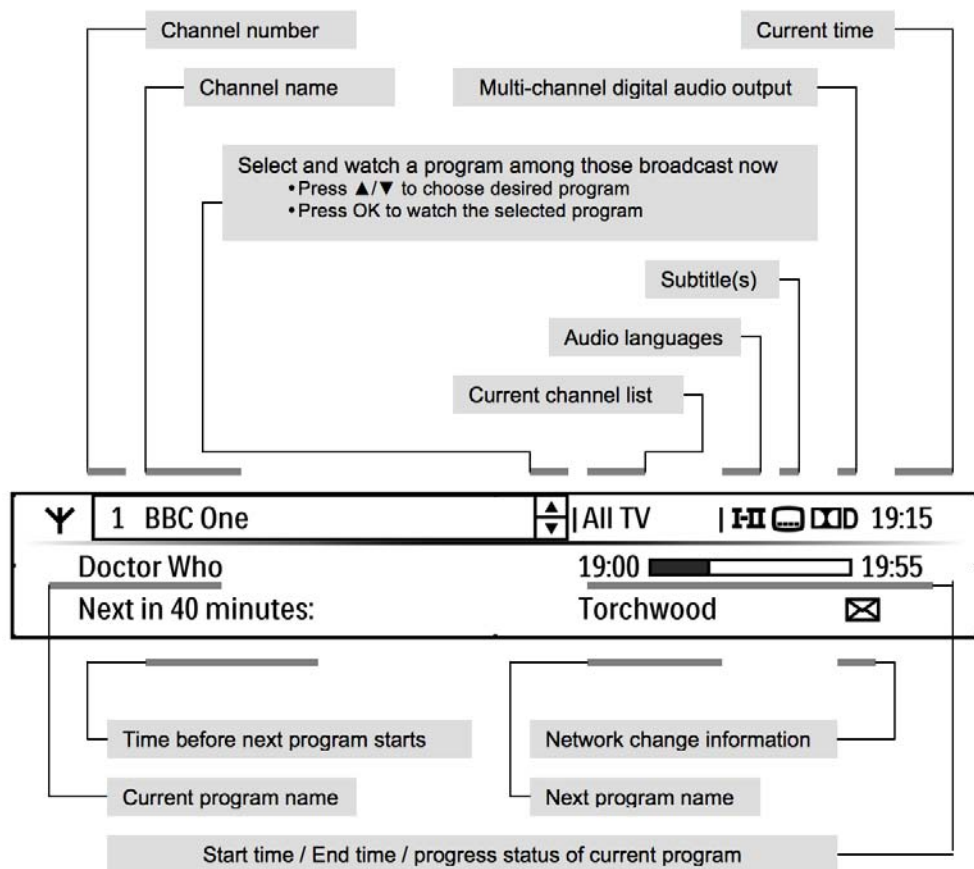 Channel number
Current time
Channel name
Multi-channel digital audio output
Select and watch a program among those broadcast now
•Press ▲/▼ to choose desired program
•Press OK to watch the selected program
Subtitle(s)
Audio languages
Current channel list
1 BBC One
|All TV
| I-II
DD 19:15
Doctor Who
19:00
19:55
Next in 40 minutes:
Torchwood
Time before next program starts
Network change information
Current program name
Next program name
Start time / End time / progress status of current program